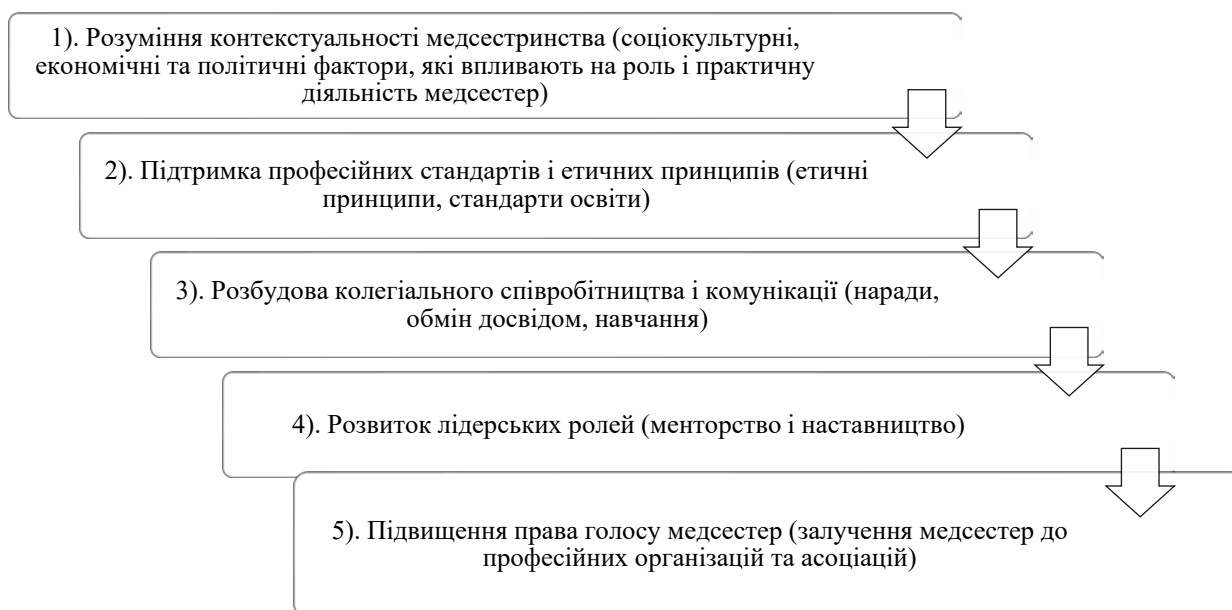 1). Розуміння контекстуальності медсестринства (соціокультурні,
економічні та політичні фактори, які впливають на роль і практичну
діяльність медсестер)
2). Підтримка професійних стандартів і етичних принципів (етичні
принципи, стандарти освіти)
3). Розбудова колегіального співробітництва і комунікації (наради,
обмін досвідом, навчання)
4). Розвиток лідерських ролей (менторство і наставництво)
5). Підвищення права голосу медсестер (залучення медсестер до
професійних організацій та асоціацій)